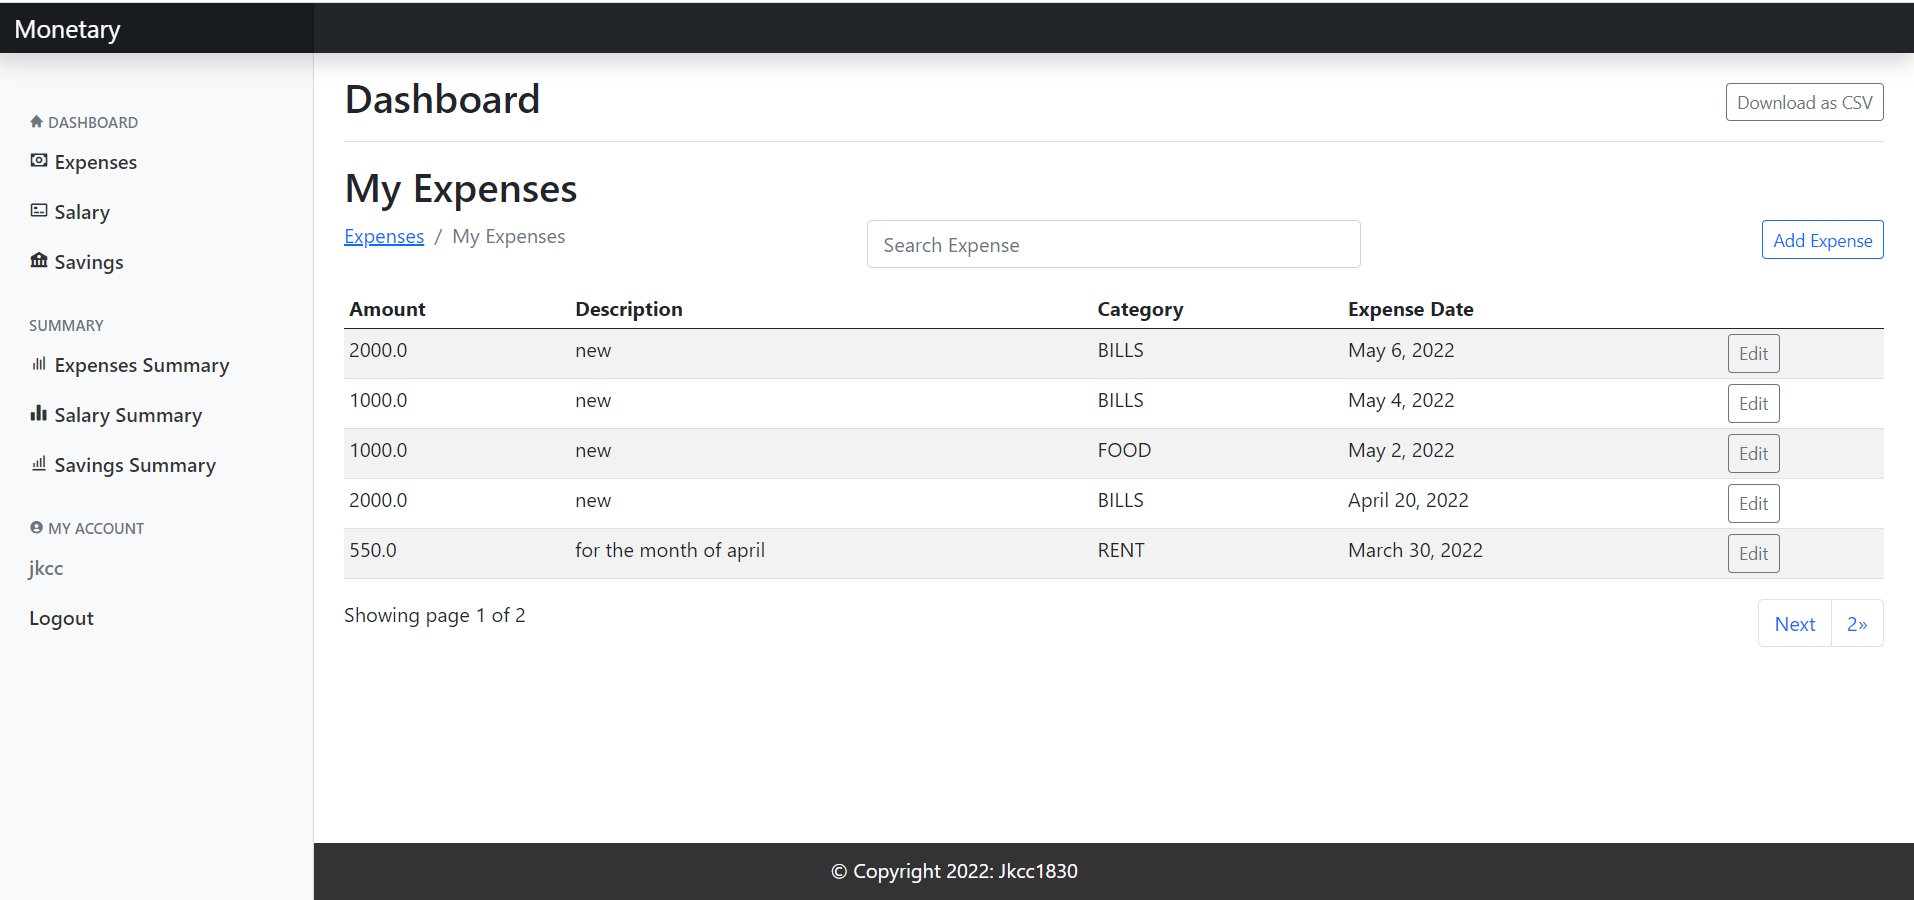 Monetary
DASHBOARD
Expenses
Salary
Savings
SUMMARY
Expenses Summary
Salary Summary
Savings Summary
MY ACCOUNT
jkcc
Logout
Dashboard
Download as CSV
My Expenses
Expenses / My Expenses
Search Expense
Add Expense
Amount Description Category Expense Date
2000.0 new BILLS May 6, 2022 Edit
1000.0 new BILLS May 4, 2022 Edit
1000.0 new FOOD May 2, 2022 Edit
2000.0 new BILLS April 20, 2022 Edit
550.0 for the month of april RENT March 30, 2022 Edit
Showing page 1 of 2
Next 2»
© Copyright 2022: Jkcc1830